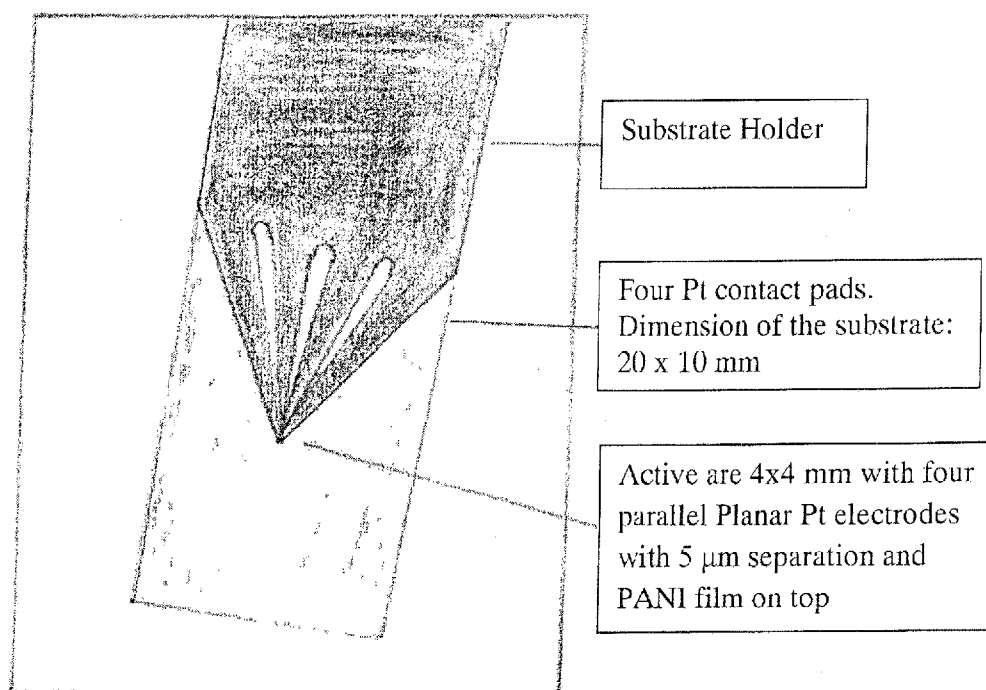 Substrate Holder
Four Pt contact pads.
Dimension of the substrate:
20 x 10 mm
Active are 4x4 mm with four
parallel Planar Pt electrodes
with 5 μm separation and
PANI film on top